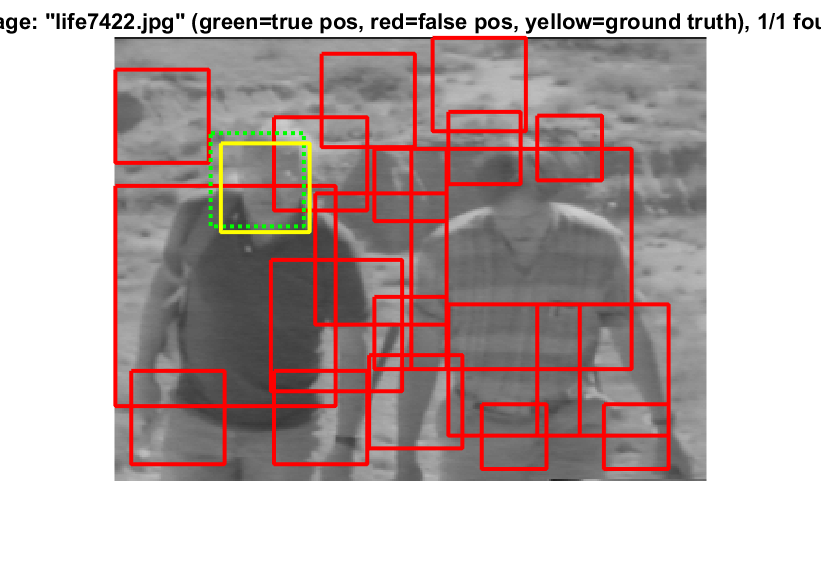 age: "life7422.jpg" (green=true pos, red=false pos, yellow=ground truth), 1/1 fou